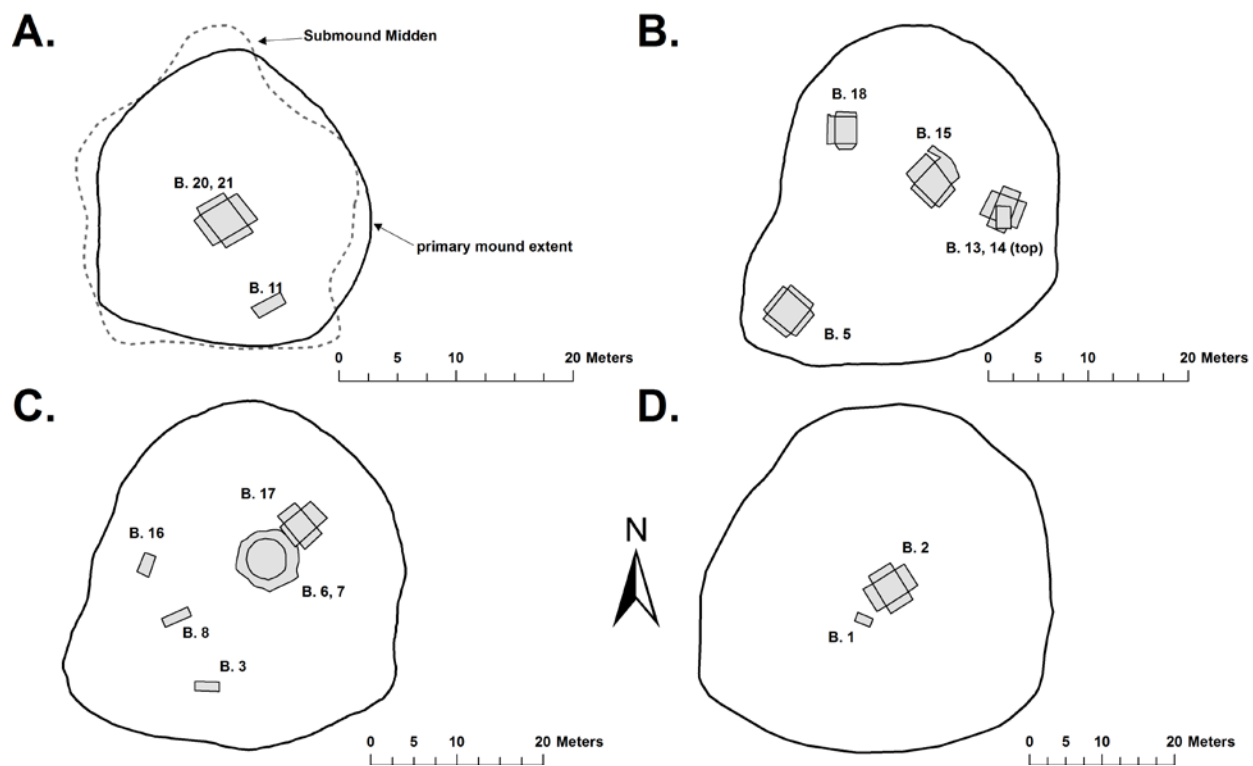 A.
Submound Midden
B. 20, 21
primary mound extent
B. 11
0 5 10 20 Meters
B.
B. 18
B. 15
B. 13, 14 (top)
B. 5
0 5 10 20 Meters
C.
B. 17
B. 16
B. 6, 7
B. 8
B. 3
0 5 10 20 Meters
N
D.
B. 2
B. 1
0 5 10 20 Meters